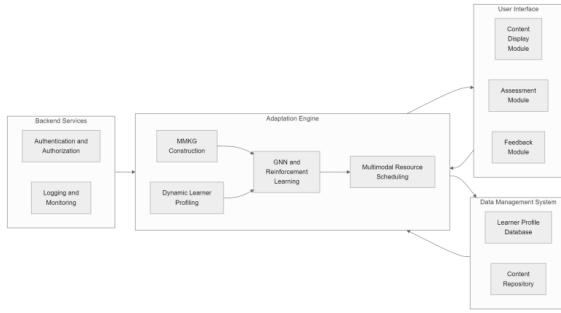 Backend Services
Authentication and
Authorization
Logging and
Monitoring
Adaptation Engine
MMKG
Construction
Dynamic Learner
Profiling
GNN and
Reinforcement
Learning
Multimodal Resource
Scheduling
User Interface
Content
Display
Module
Assessment
Module
Feedback
Module
Data Management System
Learner Profile
Database
Content
Repository